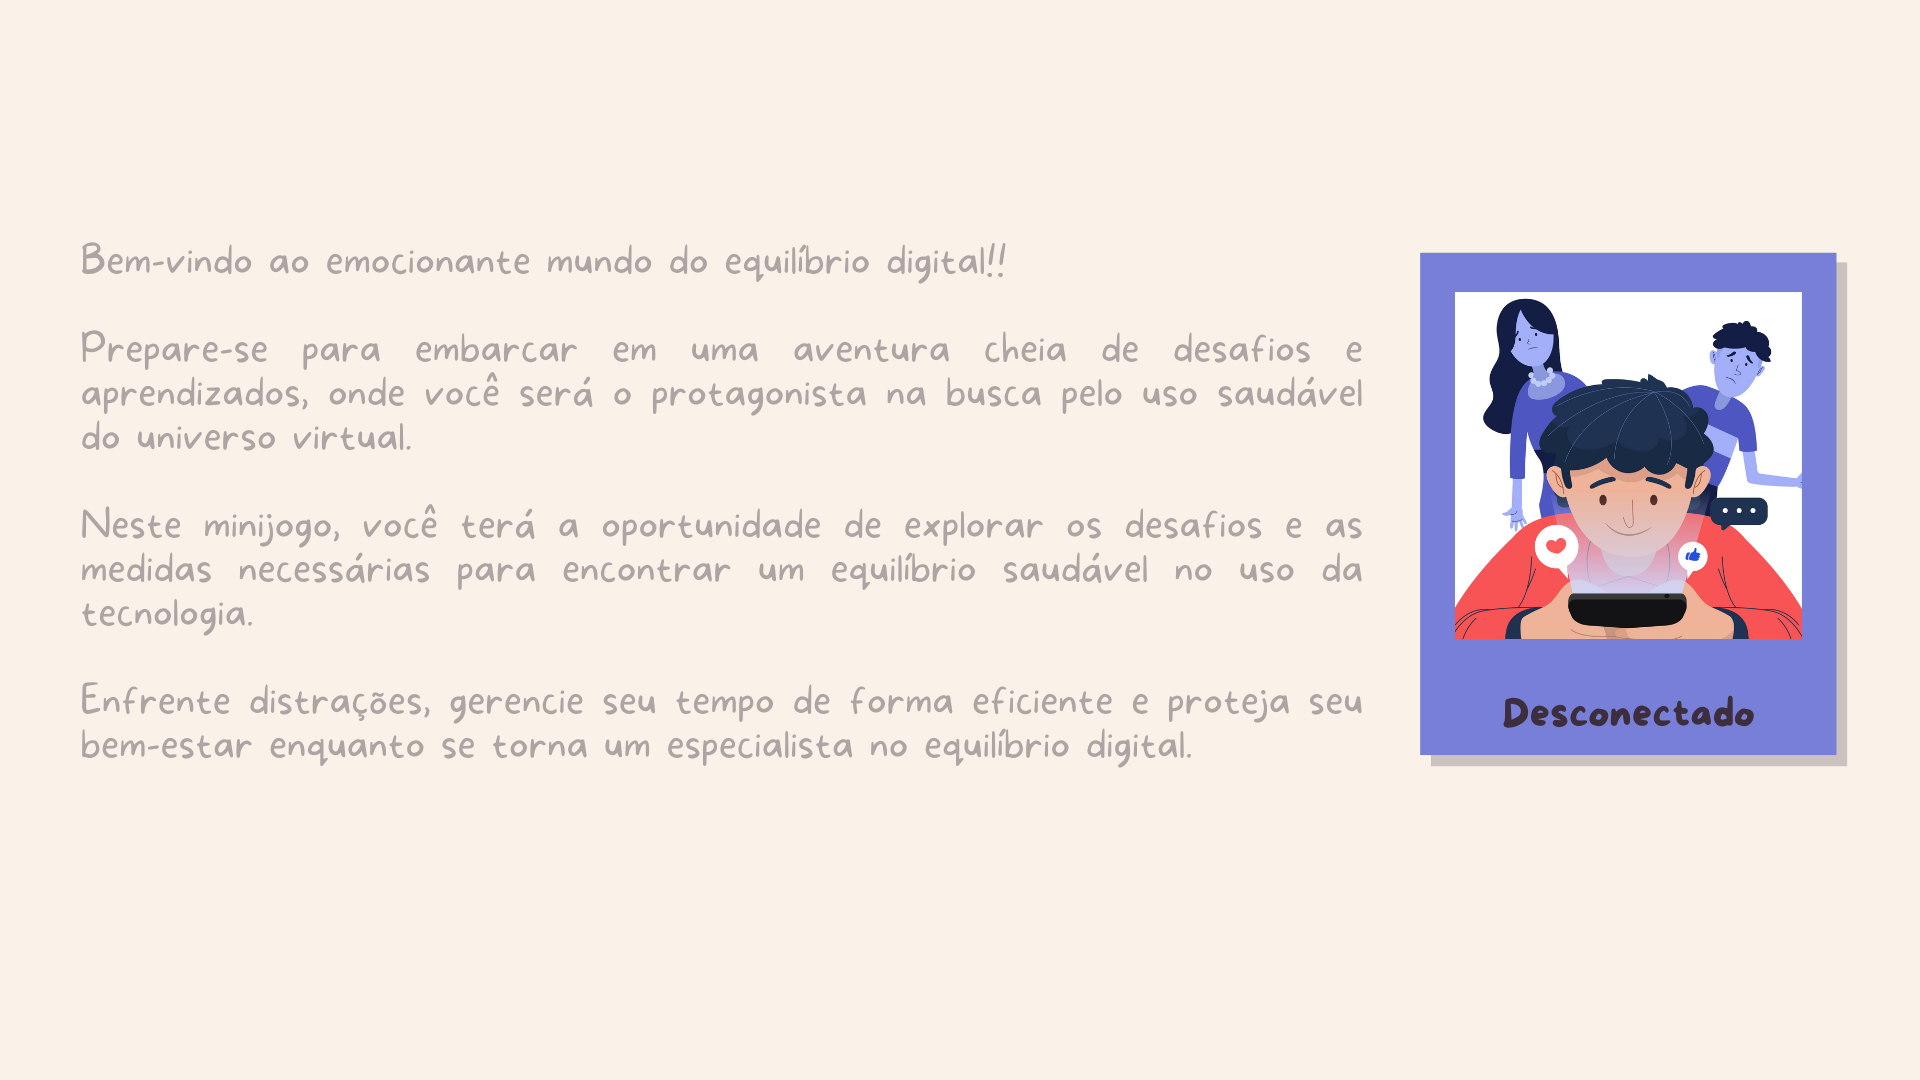 Bem-vindo ao emocionante mundo do equilíbrio digital!!
Prepare-se para embarcar em uma aventura cheia de desafios e
aprendizados, onde você será o protagonista na busca pelo uso saudável
do universo virtual.
Neste minijogo, você terá a oportunidade de explorar os desafios e as
medidas necessárias para encontrar um equilíbrio saudável no uso da
tecnologia.
Enfrente distrações, gerencie seu tempo de forma eficiente e proteja seu
bem-estar enquanto se torna um especialista no equilíbrio digital.
Desconectado